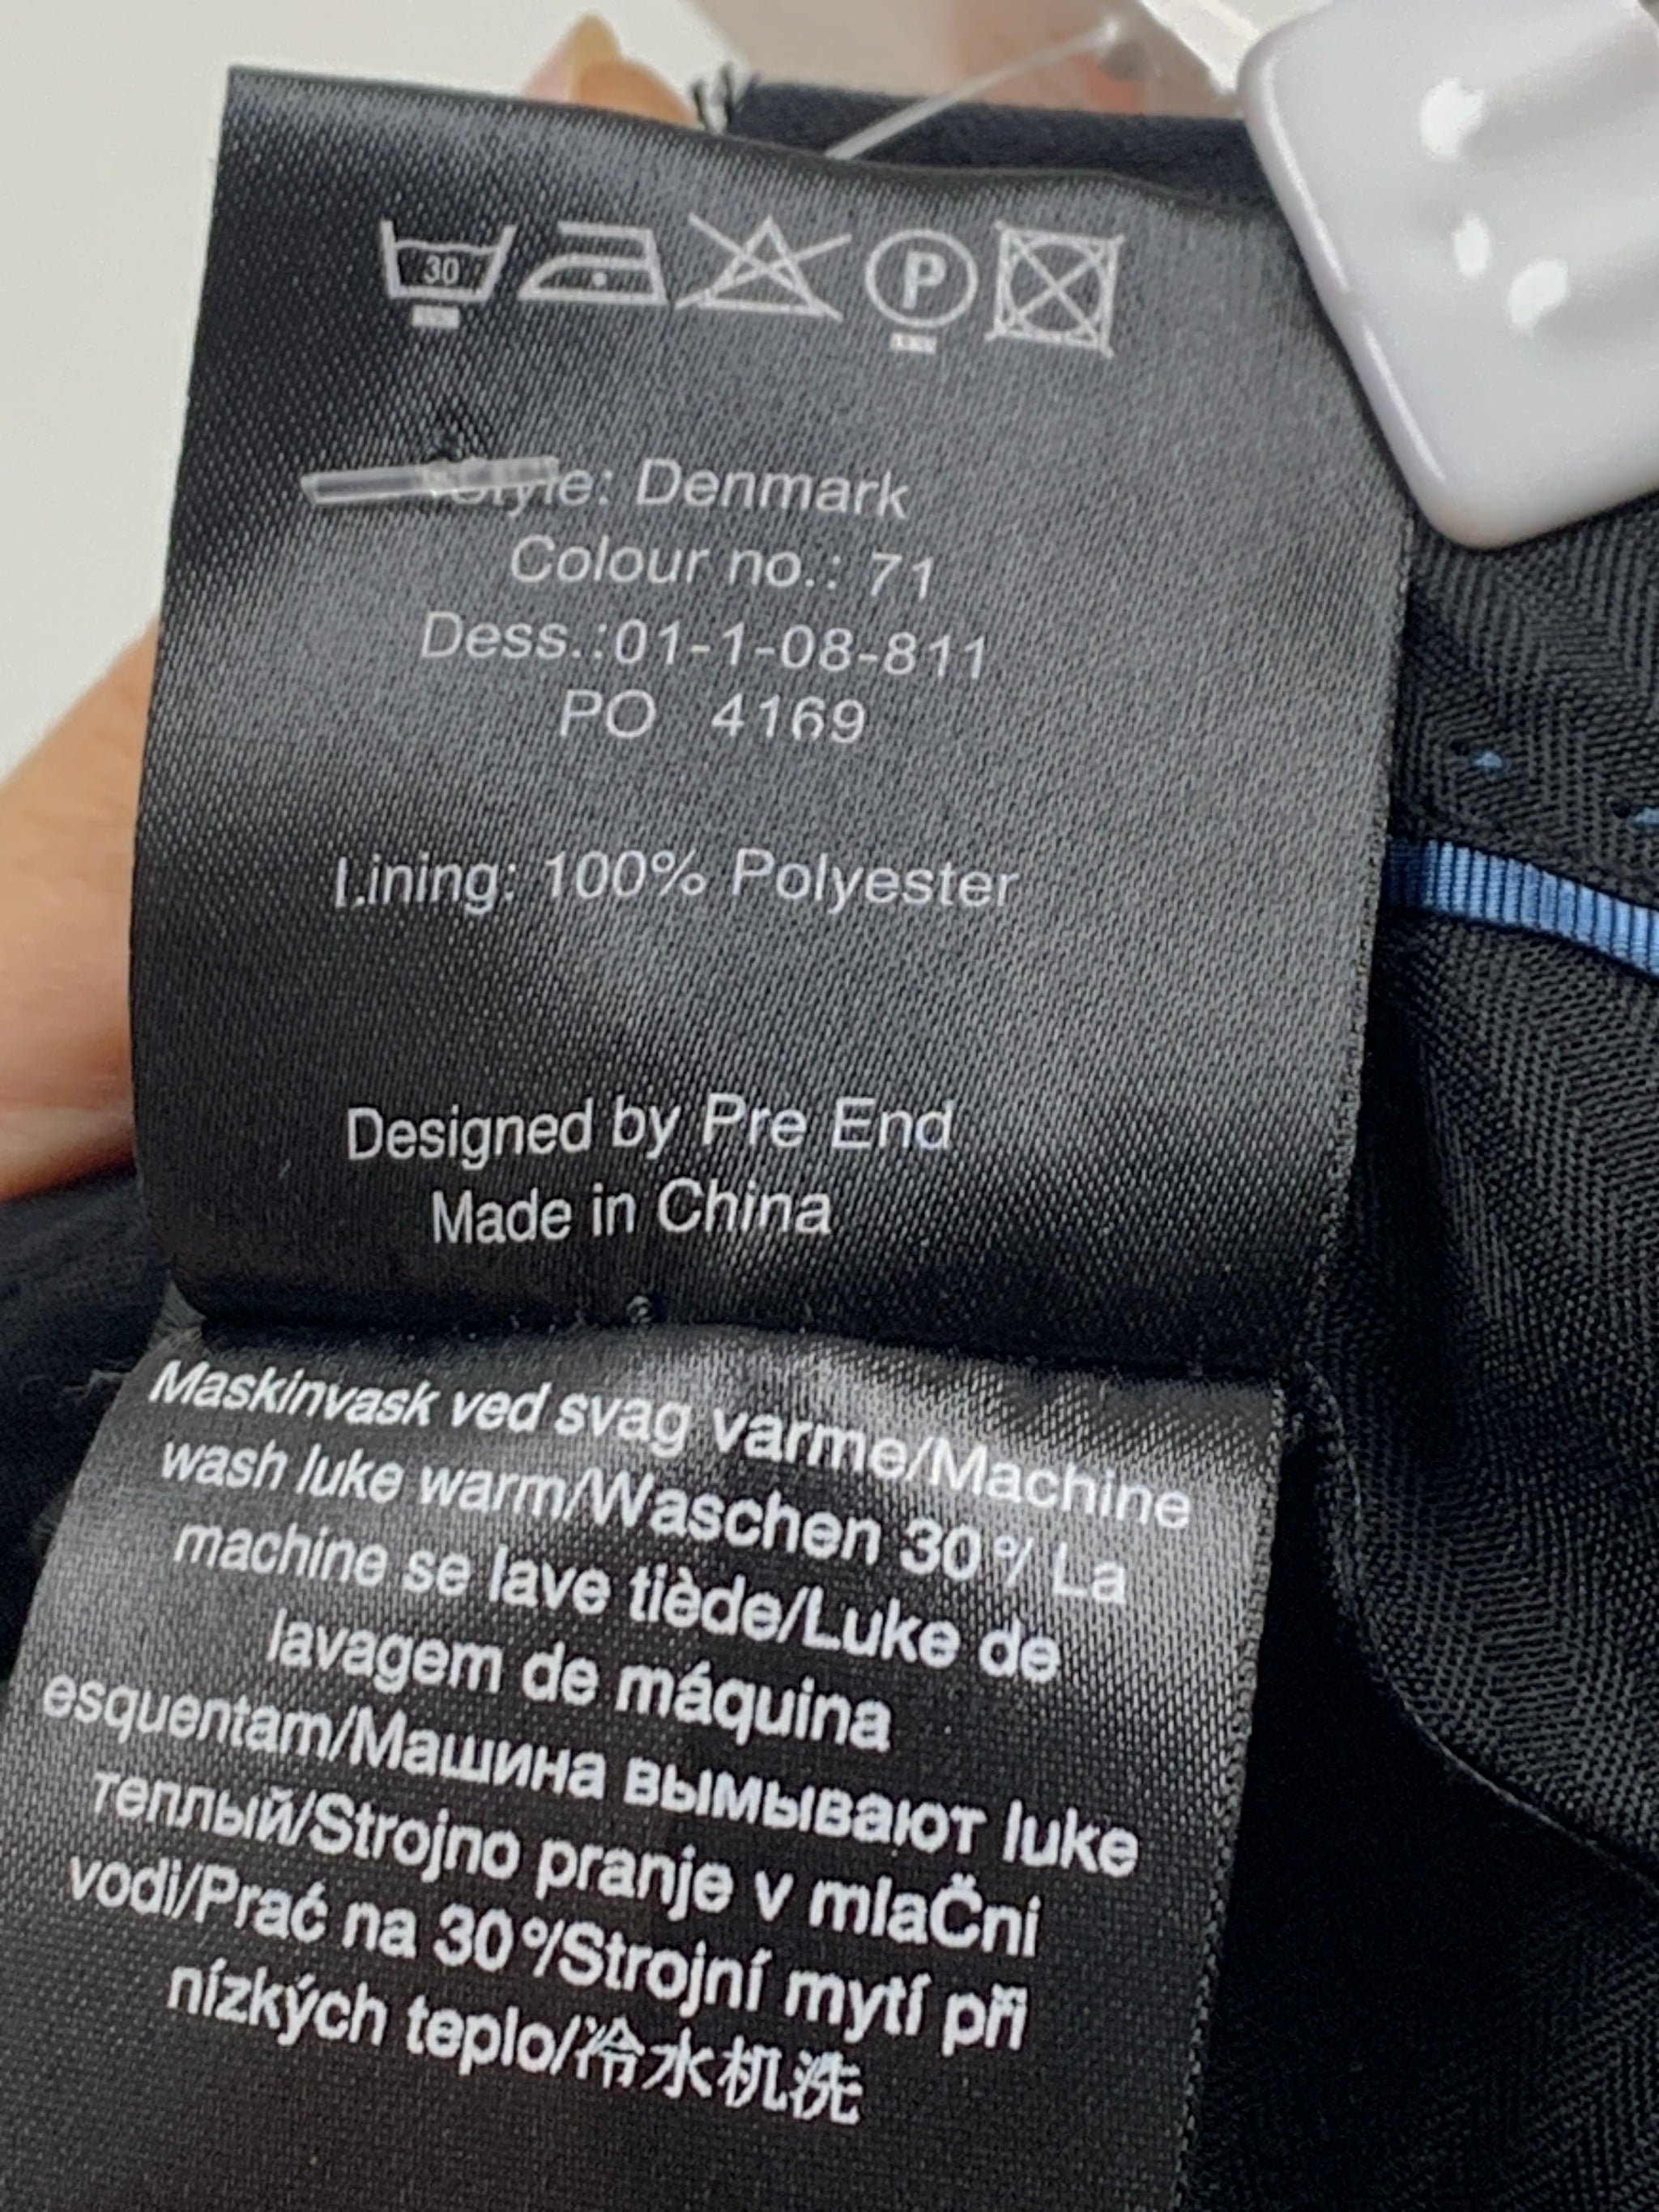 30
P
Style: Denmark
Colour no.: 71
Dess.:01-1-08-811
PO 4169
Lining: 100% Polyester
Designed by Pre End
Made in China
Maskinvask ved svag varme/Machine
wash luke warm/Waschen 30°/ La
machine se lave tiède/Luke de
lavagem de máquina
esquentam/Машина вымывают luke
теплый/Strojno pranje v mlaČni
vodi/Prać na 30°/Strojní mytí při
nízkých teplo/冷水机洗